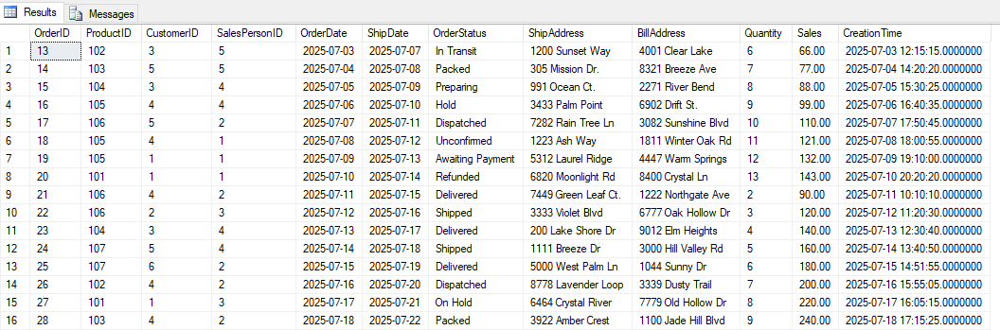 Results Messages
OrderID ProductID CustomerID SalesPersonID OrderDate ShipDate OrderStatus ShipAddress BillAddress Quantity Sales CreationTime
1 13 102 3 5 2025-07-03 2025-07-07 In Transit 1200 Sunset Way 4001 Clear Lake 6 66.00 2025-07-03 12:15:15.0000000
2 14 103 5 5 2025-07-04 2025-07-08 Packed 305 Mission Dr. 8321 Breeze Ave 7 77.00 2025-07-04 14:20:20.0000000
3 15 104 3 4 2025-07-05 2025-07-09 Preparing 991 Ocean Ct. 2271 River Bend 8 88.00 2025-07-05 15:30:25.0000000
4 16 105 4 4 2025-07-06 2025-07-10 Hold 3433 Palm Point 6902 Drift St. 9 99.00 2025-07-06 16:40:35.0000000
5 17 106 5 2 2025-07-07 2025-07-11 Dispatched 7282 Rain Tree Ln 3082 Sunshine Blvd 10 110.00 2025-07-07 17:50:45.0000000
6 18 105 4 1 2025-07-08 2025-07-12 Unconfirmed 1223 Ash Way 1811 Winter Oak Rd 11 121.00 2025-07-08 18:00:55.0000000
7 19 105 1 1 2025-07-09 2025-07-13 Awaiting Payment 5312 Laurel Ridge 4447 Warm Springs 12 132.00 2025-07-09 19:10:00.0000000
8 20 101 1 1 2025-07-10 2025-07-14 Refunded 6820 Moonlight Rd 8400 Crystal Ln 13 143.00 2025-07-10 20:20:20.0000000
9 21 106 4 2 2025-07-11 2025-07-15 Delivered 7449 Green Leaf Ct. 1222 Northgate Ave 2 90.00 2025-07-11 10:10:10.0000000
10 22 106 2 3 2025-07-12 2025-07-16 Shipped 3333 Violet Blvd 6777 Oak Hollow Dr 3 120.00 2025-07-12 11:20:30.0000000
11 23 104 3 4 2025-07-13 2025-07-17 Delivered 200 Lake Shore Dr 9012 Elm Heights 4 140.00 2025-07-13 12:30:40.0000000
12 24 107 5 4 2025-07-14 2025-07-18 Shipped 1111 Breeze Dr 3000 Hill Valley Rd 5 160.00 2025-07-14 13:40:50.0000000
13 25 107 6 2 2025-07-15 2025-07-19 Delivered 5000 West Palm Ln 1044 Sunny Dr 6 180.00 2025-07-15 14:51:55.0000000
14 26 102 4 2 2025-07-16 2025-07-20 Dispatched 8778 Lavender Loop 3339 Dusty Trail 7 200.00 2025-07-16 15:55:05.0000000
15 27 101 1 3 2025-07-17 2025-07-21 On Hold 6464 Crystal River 7779 Old Hollow Dr 8 220.00 2025-07-17 16:05:15.0000000
16 28 103 4 2 2025-07-18 2025-07-22 Packed 3922 Amber Crest 1100 Jade Hill Blvd 9 240.00 2025-07-18 17:15:25.0000000